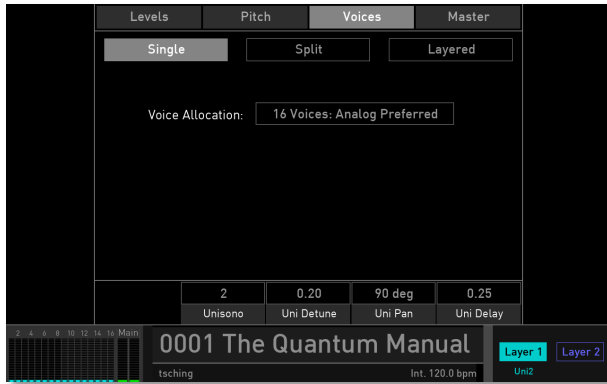 Levels Pitch Voices Master
Single Split Layered
Voice Allocation: 16 Voices: Analog Preferred
2 0.20 90 deg 0.25
Unisono Uni Detune Uni Pan Uni Delay
2 4 6 8 10 12 14 16 Main
0001 The Quantum Manual
tsching Int. 120.0 bpm
Layer 1 Layer 2
Uni2